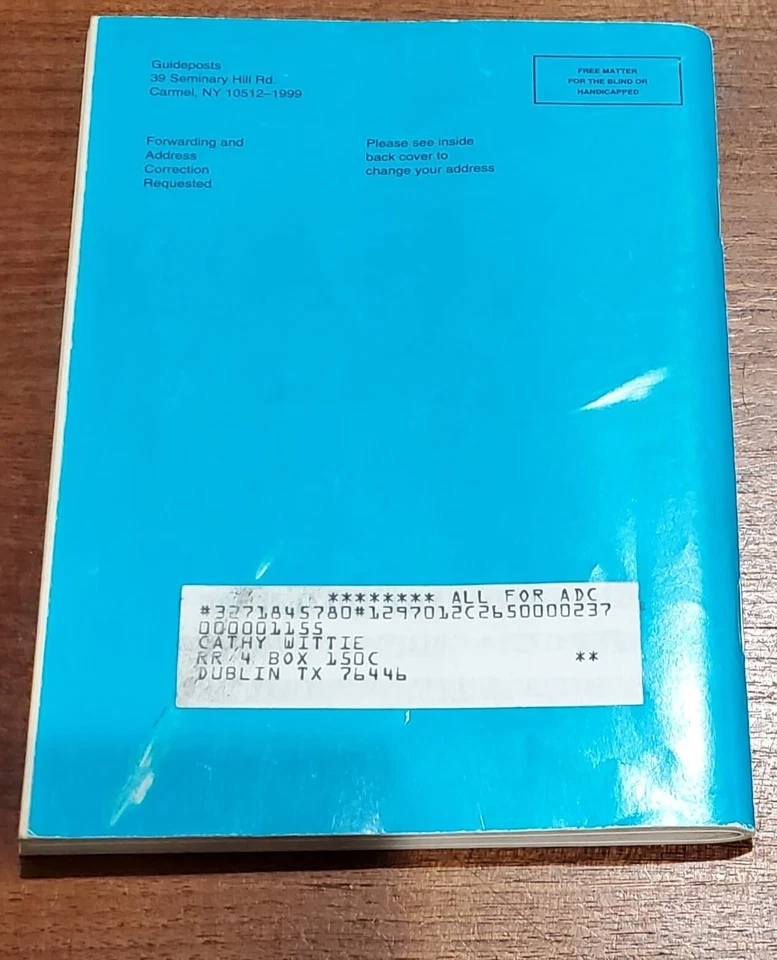 Guideposts
39 Seminary Hill Rd.
Carmel, NY 10512–1999
FREE MATTER
FOR THE BLIND OR
HANDICAPPED
Forwarding and
Address
Correction
Requested
Please see inside
back cover to
change your address
******** ALL FOR ADC
#3271845780#1297012C2650000237
000001155
CATHY WITTIE
RR 4 BOX 150C **
DUBLIN TX 76446